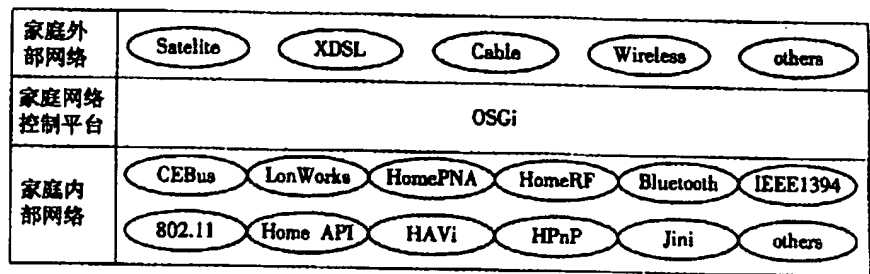 家庭外
部网络
Satelite XDSL Cable Wireless others
家庭网络
控制平台
OSGi
家庭内
部网络
CEBus LonWorks HomePNA HomeRF Bluetooth IEEE1394
802.11 Home API HAVi HPnP Jini others